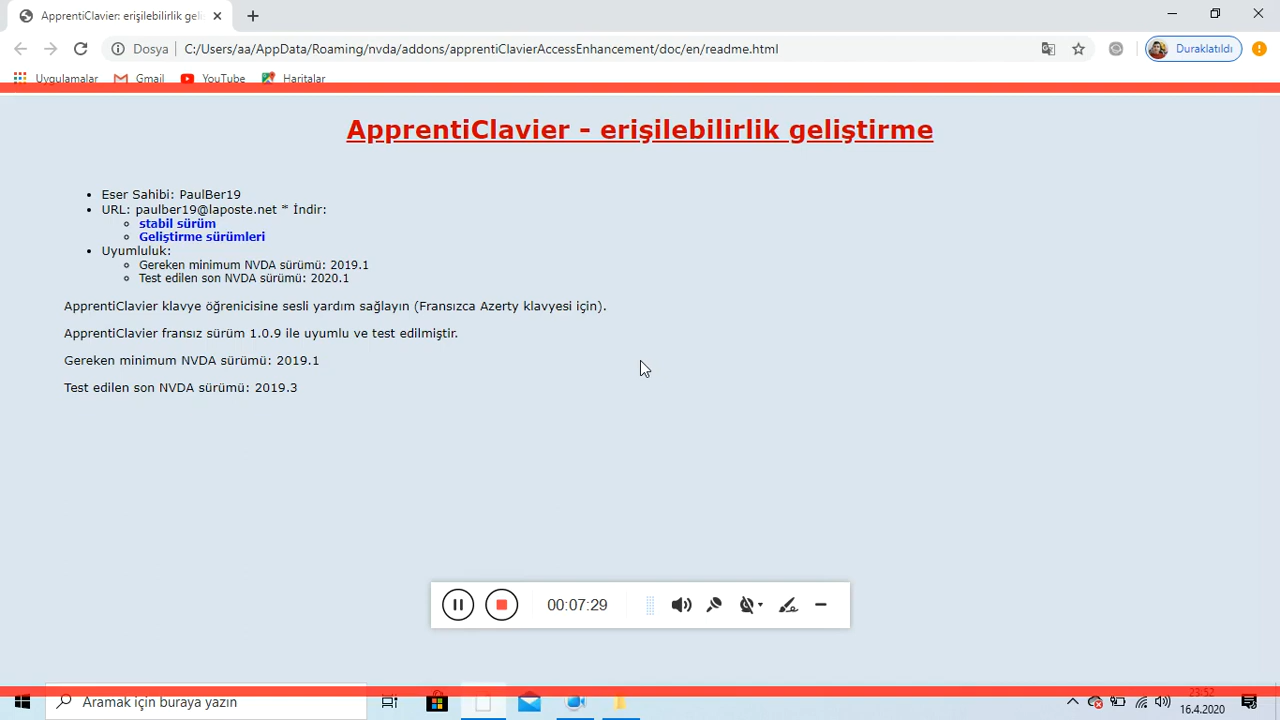 ApprentiClavier: erişilebilirlik gel
Dosya
C:/Users/aa/AppData/Roaming/nvda/addons/apprentiClavierAccessEnhancement/doc/en/readme.html
Duraklatıldı
Uygulamalar
Gmail
YouTube
Haritalar
ApprentiClavier - erişilebilirlik geliştirme
Eser Sahibi: PaulBer19
URL: paulber19@laposte.net * İndir:
stabil sürüm
Geliştirme sürümleri
Uyumluluk:
Gereken minimum NVDA sürümü: 2019.1
Test edilen son NVDA sürümü: 2020.1
ApprentiClavier klavye öğrenicisine sesli yardım sağlayın (Fransızca Azerty klavyesi için).
ApprentiClavier fransız sürüm 1.0.9 ile uyumlu ve test edilmiştir.
Gereken minimum NVDA sürümü: 2019.1
Test edilen son NVDA sürümü: 2019.3
00:07:29
Aramak için buraya yazın
23:52
16.4.2020